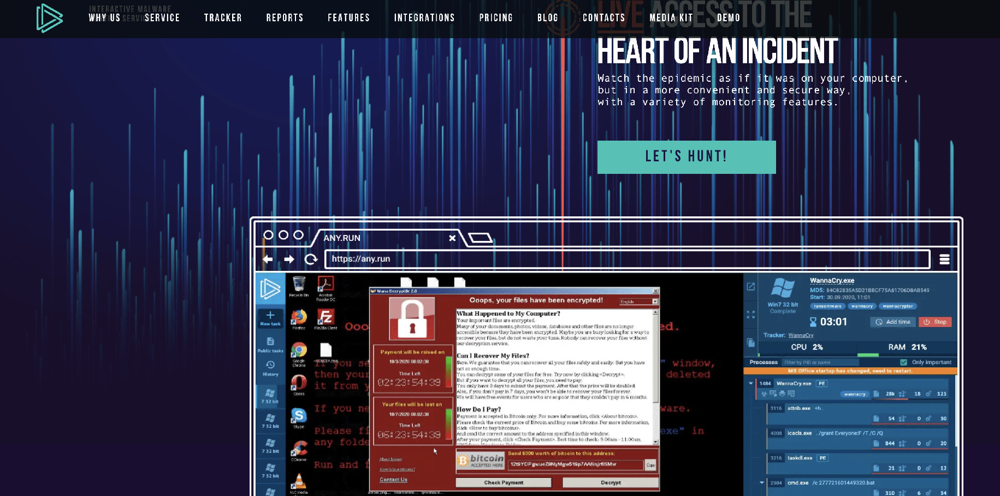 INTERACTIVE MALWARE
WHY US
SERVICE
TRACKER
REPORTS
FEATURES
INTEGRATIONS
PRICING
BLOG
CONTACTS
MEDIA KIT
DEMO
LIVE ACCESS TO THE
HEART OF AN INCIDENT
Watch the epidemic as if it was on your computer,
but in a more convenient and secure way,
with a variety of monitoring features.
LET'S HUNT!
ANY.RUN
https://any.run
Recycle Bin
Acrobat
Reader DC
New task
Firefox
FileZilla Client
Public tasks
Google
Chrome
~SD8CE4.tmp
History
Opera
7 32 bit
Skype
7 32 bit
7 32 bit
CCleaner
7 32 bit
VLC media
Ooo
ed.
If you se
" window,
then your
deleted
it from y
If you ne
ware.
Please fi
exe" in
any folde
Run and f
Wana Decrypt0r 2.0
Ooops, your files have been encrypted!
English
Payment will be raised on
10/3/2020 08:02:30
Time Left
02:23:54:39
Your files will be lost on
10/7/2020 08:02:30
Time Left
06:23:54:39
About bitcoin
How to buy bitcoins?
Contact Us
What Happened to My Computer?
Your important files are encrypted.
Many of your documents, photos, videos, databases and other files are no longer
accessible because they have been encrypted. Maybe you are busy looking for a way to
recover your files, but do not waste your time. Nobody can recover your files without
our decryption service.
Can I Recover My Files?
Sure. We guarantee that you can recover all your files safely and easily. But you have
not so enough time.
You can decrypt some of your files for free. Try now by clicking <Decrypt>.
But if you want to decrypt all your files, you need to pay.
You only have 3 days to submit the payment. After that the price will be doubled.
Also, if you don't pay in 7 days, you won't be able to recover your files forever.
We will have free events for users who are so poor that they couldn't pay in 6 months.
How Do I Pay?
Payment is accepted in Bitcoin only. For more information, click <About bitcoin>.
Please check the current price of Bitcoin and buy some bitcoins. For more information,
click <How to buy bitcoins>.
And send the correct amount to the address specified in this window.
After your payment, click <Check Payment>. Best time to check: 9:00am - 11:00am
bitcoin
ACCEPTED HERE
Send $300 worth of bitcoin to this address:
12t9YDPgwueZ9NyMgw519p7AA8isjr6SMw
Copy
Check Payment
Decrypt
Win7 32 bit
Complete
WannaCry.exe
MD5: 84C82835A5D21BBCF75A61706D8AB549
Start: 30.09.2020, 11:01
ransomware
wannacry
wannacryptor
03:01
Add time
Stop
Tracker: WannaCry
CPU 2%
RAM 21%
Processes
Filter by PID or name
Only important
MS Office startup has changed, need to restart.
1484 WannaCry.exe PE
wannacry 28k 18 125
3116 attrib.exe +h .
54 0 30
4008 icacls.exe . /grant Everyone:F /T /C /Q
844 0 20
3216 taskdl.exe PE
21 0 12
2984 cmd.exe /c 277721601449320.bat
310 6 34